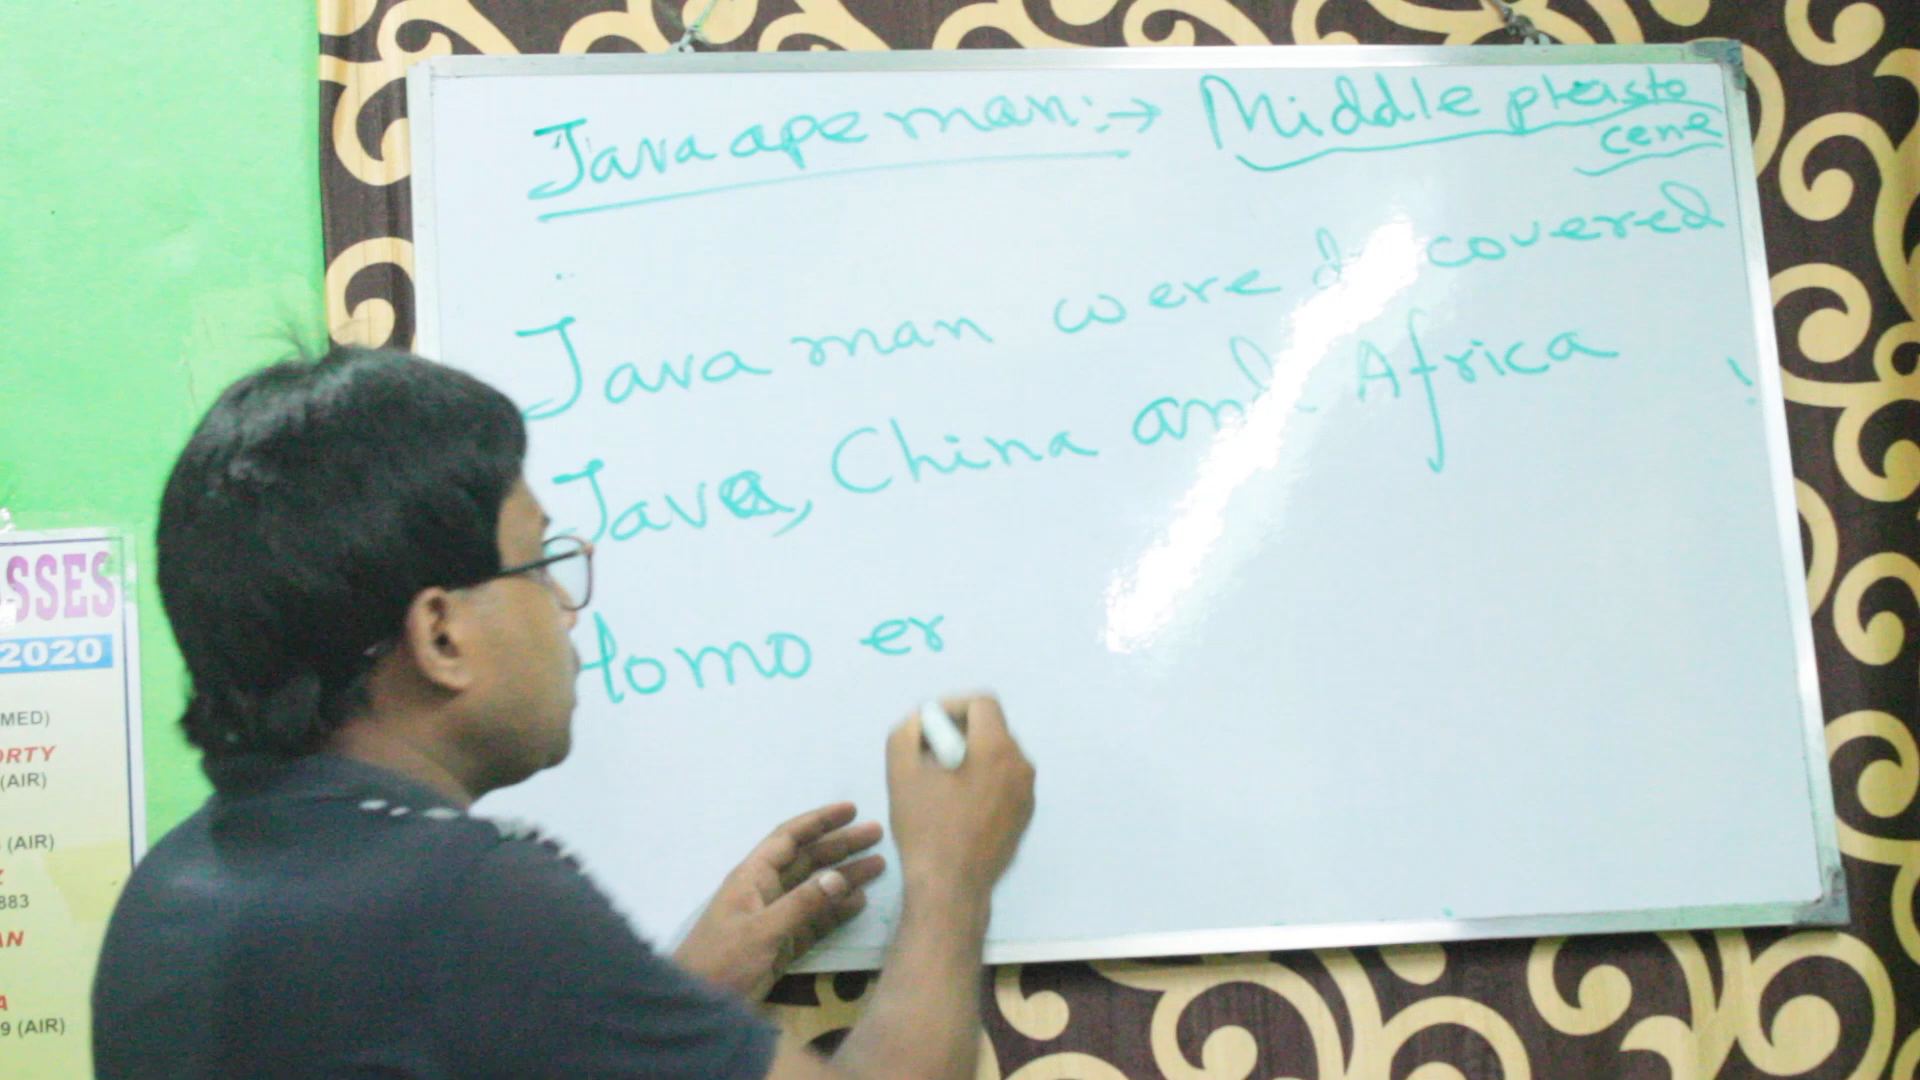 Java ape man :→ Middle pleisto
cene
Java man were discovered
Java, China and Africa
Homo er
SSES
2020
MED)
ORTY
(AIR)
(AIR)
883
AN
A
9 (AIR)